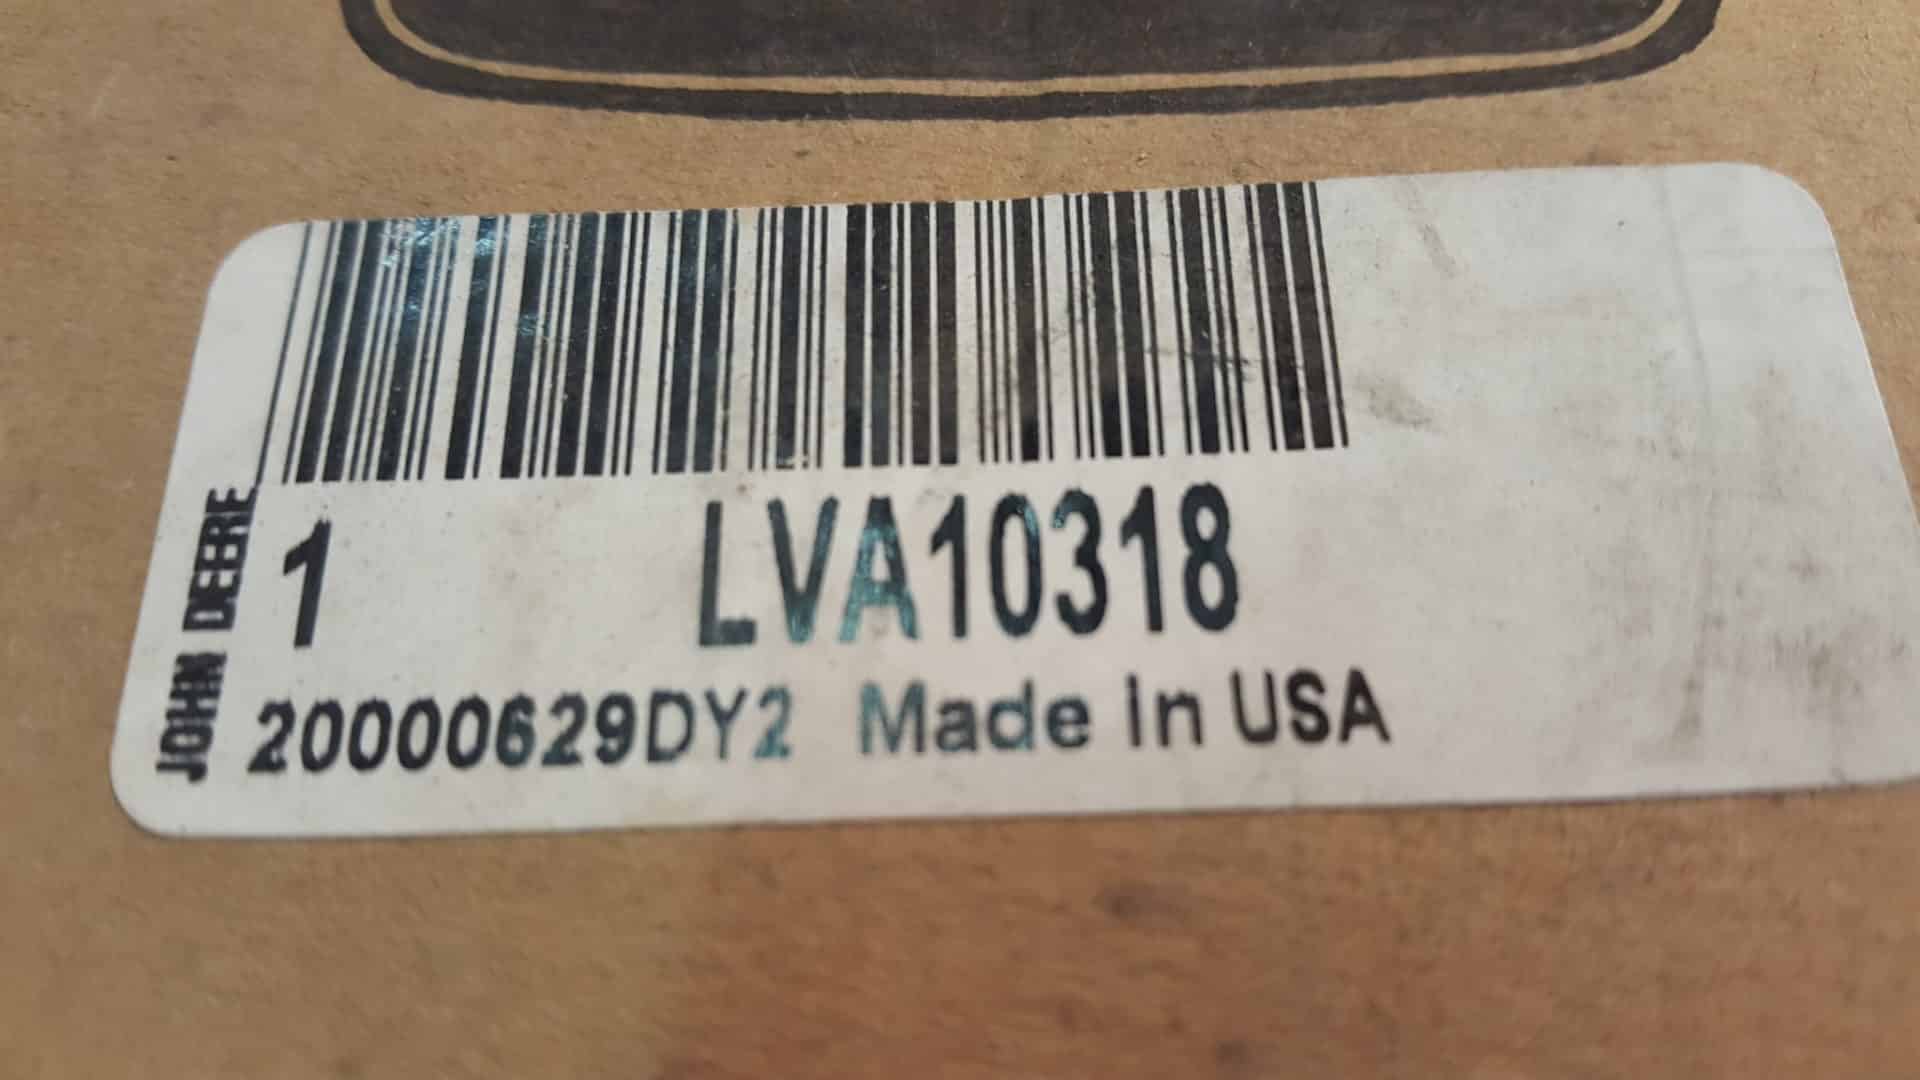 JOHN DEERE
1 LVA10318
20000629DY2 Made In USA